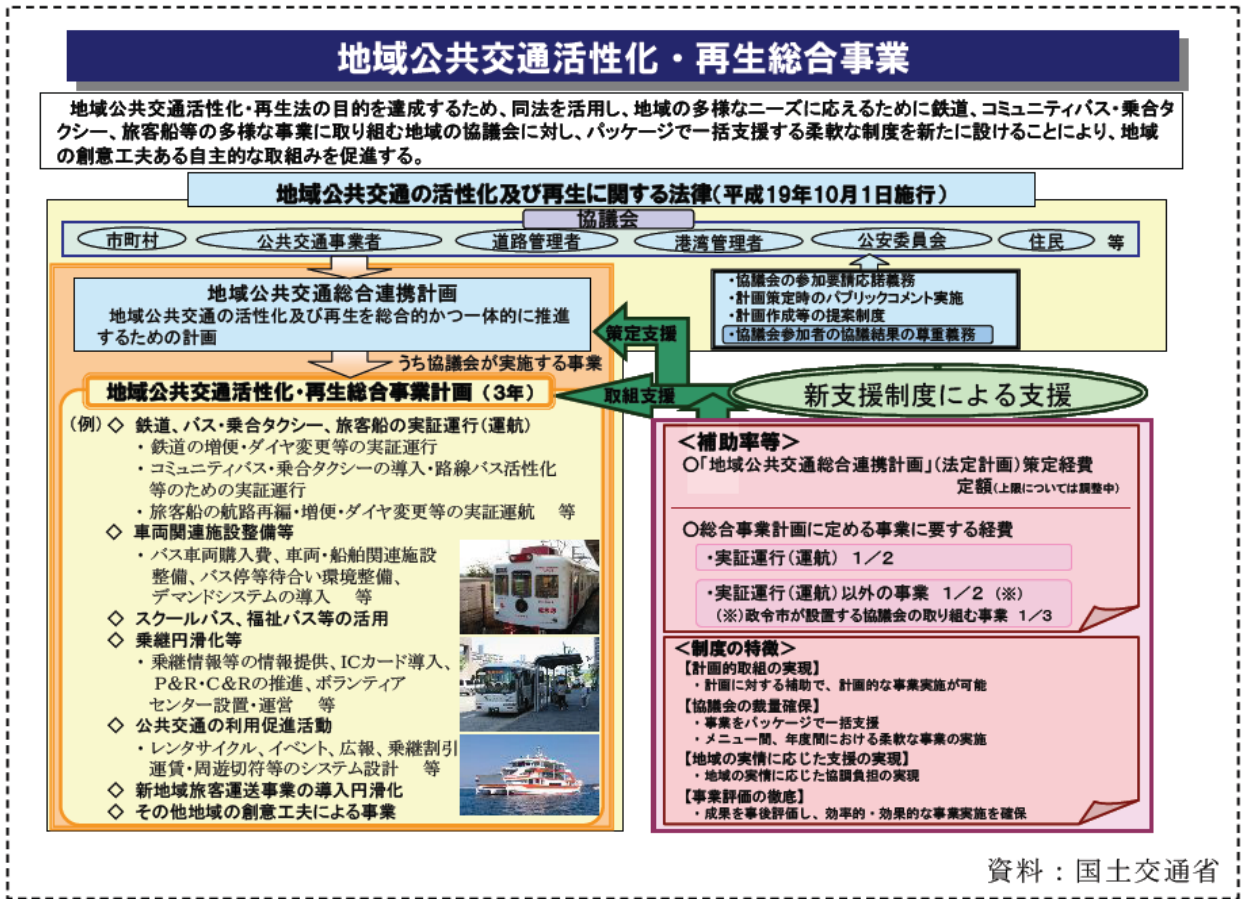 地域公共交通活性化・再生総合事業
地域公共交通活性化・再生法の目的を達成するため、同法を活用し、地域の多様なニーズに応えるために鉄道、コミュニティバス・乗合タ
クシー、旅客船等の多様な事業に取り組む地域の協議会に対し、パッケージで一括支援する柔軟な制度を新たに設けることにより、地域
の創意工夫ある自主的な取組みを促進する。
地域公共交通の活性化及び再生に関する法律(平成19年10月1日施行)
協議会
市町村 公共交通事業者 道路管理者 港湾管理者 公安委員会 住民 等
・協議会の参加要請応諾義務
・計画策定時のパブリックコメント実施
・計画作成等の提案制度
・協議会参加者の協議結果の尊重義務
地域公共交通総合連携計画
地域公共交通の活性化及び再生を総合的かつ一体的に推進
するための計画
策定支援
うち協議会が実施する事業
地域公共交通活性化・再生総合事業計画(3年)
取組支援
新支援制度による支援
(例)◇ 鉄道、バス・乗合タクシー、旅客船の実証運行(運航)
・鉄道の増便・ダイヤ変更等の実証運行
・コミュニティバス・乗合タクシーの導入・路線バス活性化
等のための実証運行
・旅客船の航路再編・増便・ダイヤ変更等の実証運航 等
◇ 車両関連施設整備等
・バス車両購入費、車両・船舶関連施設
整備、バス停等待合い環境整備、
デマンドシステムの導入 等
◇ スクールバス、福祉バス等の活用
◇ 乗継円滑化等
・乗継情報等の情報提供、ICカード導入、
P&R・C&Rの推進、ボランティア
センター設置・運営 等
◇ 公共交通の利用促進活動
・レンタサイクル、イベント、広報、乗継割引
運賃・周遊切符等のシステム設計 等
◇ 新地域旅客運送事業の導入円滑化
◇ その他地域の創意工夫による事業
<補助率等>
○「地域公共交通総合連携計画」(法定計画)策定経費
定額(上限については調整中)
○総合事業計画に定める事業に要する経費
・実証運行(運航) 1/2
・実証運行(運航)以外の事業 1/2 (※)
(※)政令市が設置する協議会の取り組む事業 1/3
<制度の特徴>
【計画的取組の実現】
・計画に対する補助で、計画的な事業実施が可能
【協議会の裁量確保】
・事業をパッケージで一括支援
・メニュー間、年度間における柔軟な事業の実施
【地域の実情に応じた支援の実現】
・地域の実情に応じた協調負担の実現
【事業評価の徹底】
・成果を事後評価し、効率的・効果的な事業実施を確保
資料:国土交通省